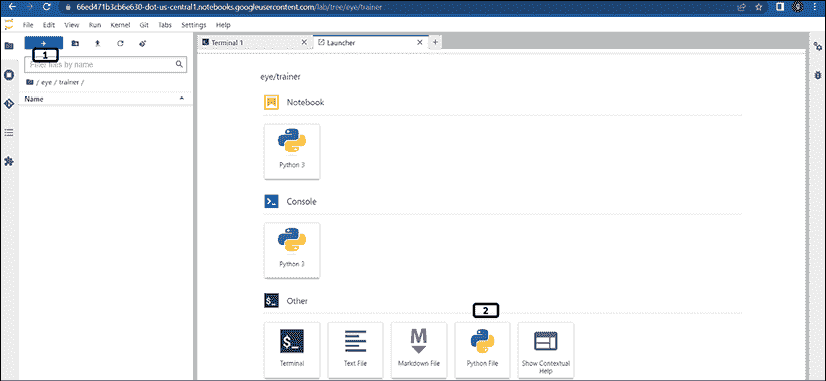 66ed471b3cb6e630-dot-us-central1.notebooks.googleusercontent.com/lab/tree/eye/trainer
File Edit View Run Kernel Git Tabs Settings Help
1
Filter files by name
/ eye / trainer /
Name
Terminal 1
Launcher
eye/trainer
Notebook
Python 3
Console
Python 3
$_ Other
2
$_ M
Terminal Text File Markdown File Python File Show Contextual
Help